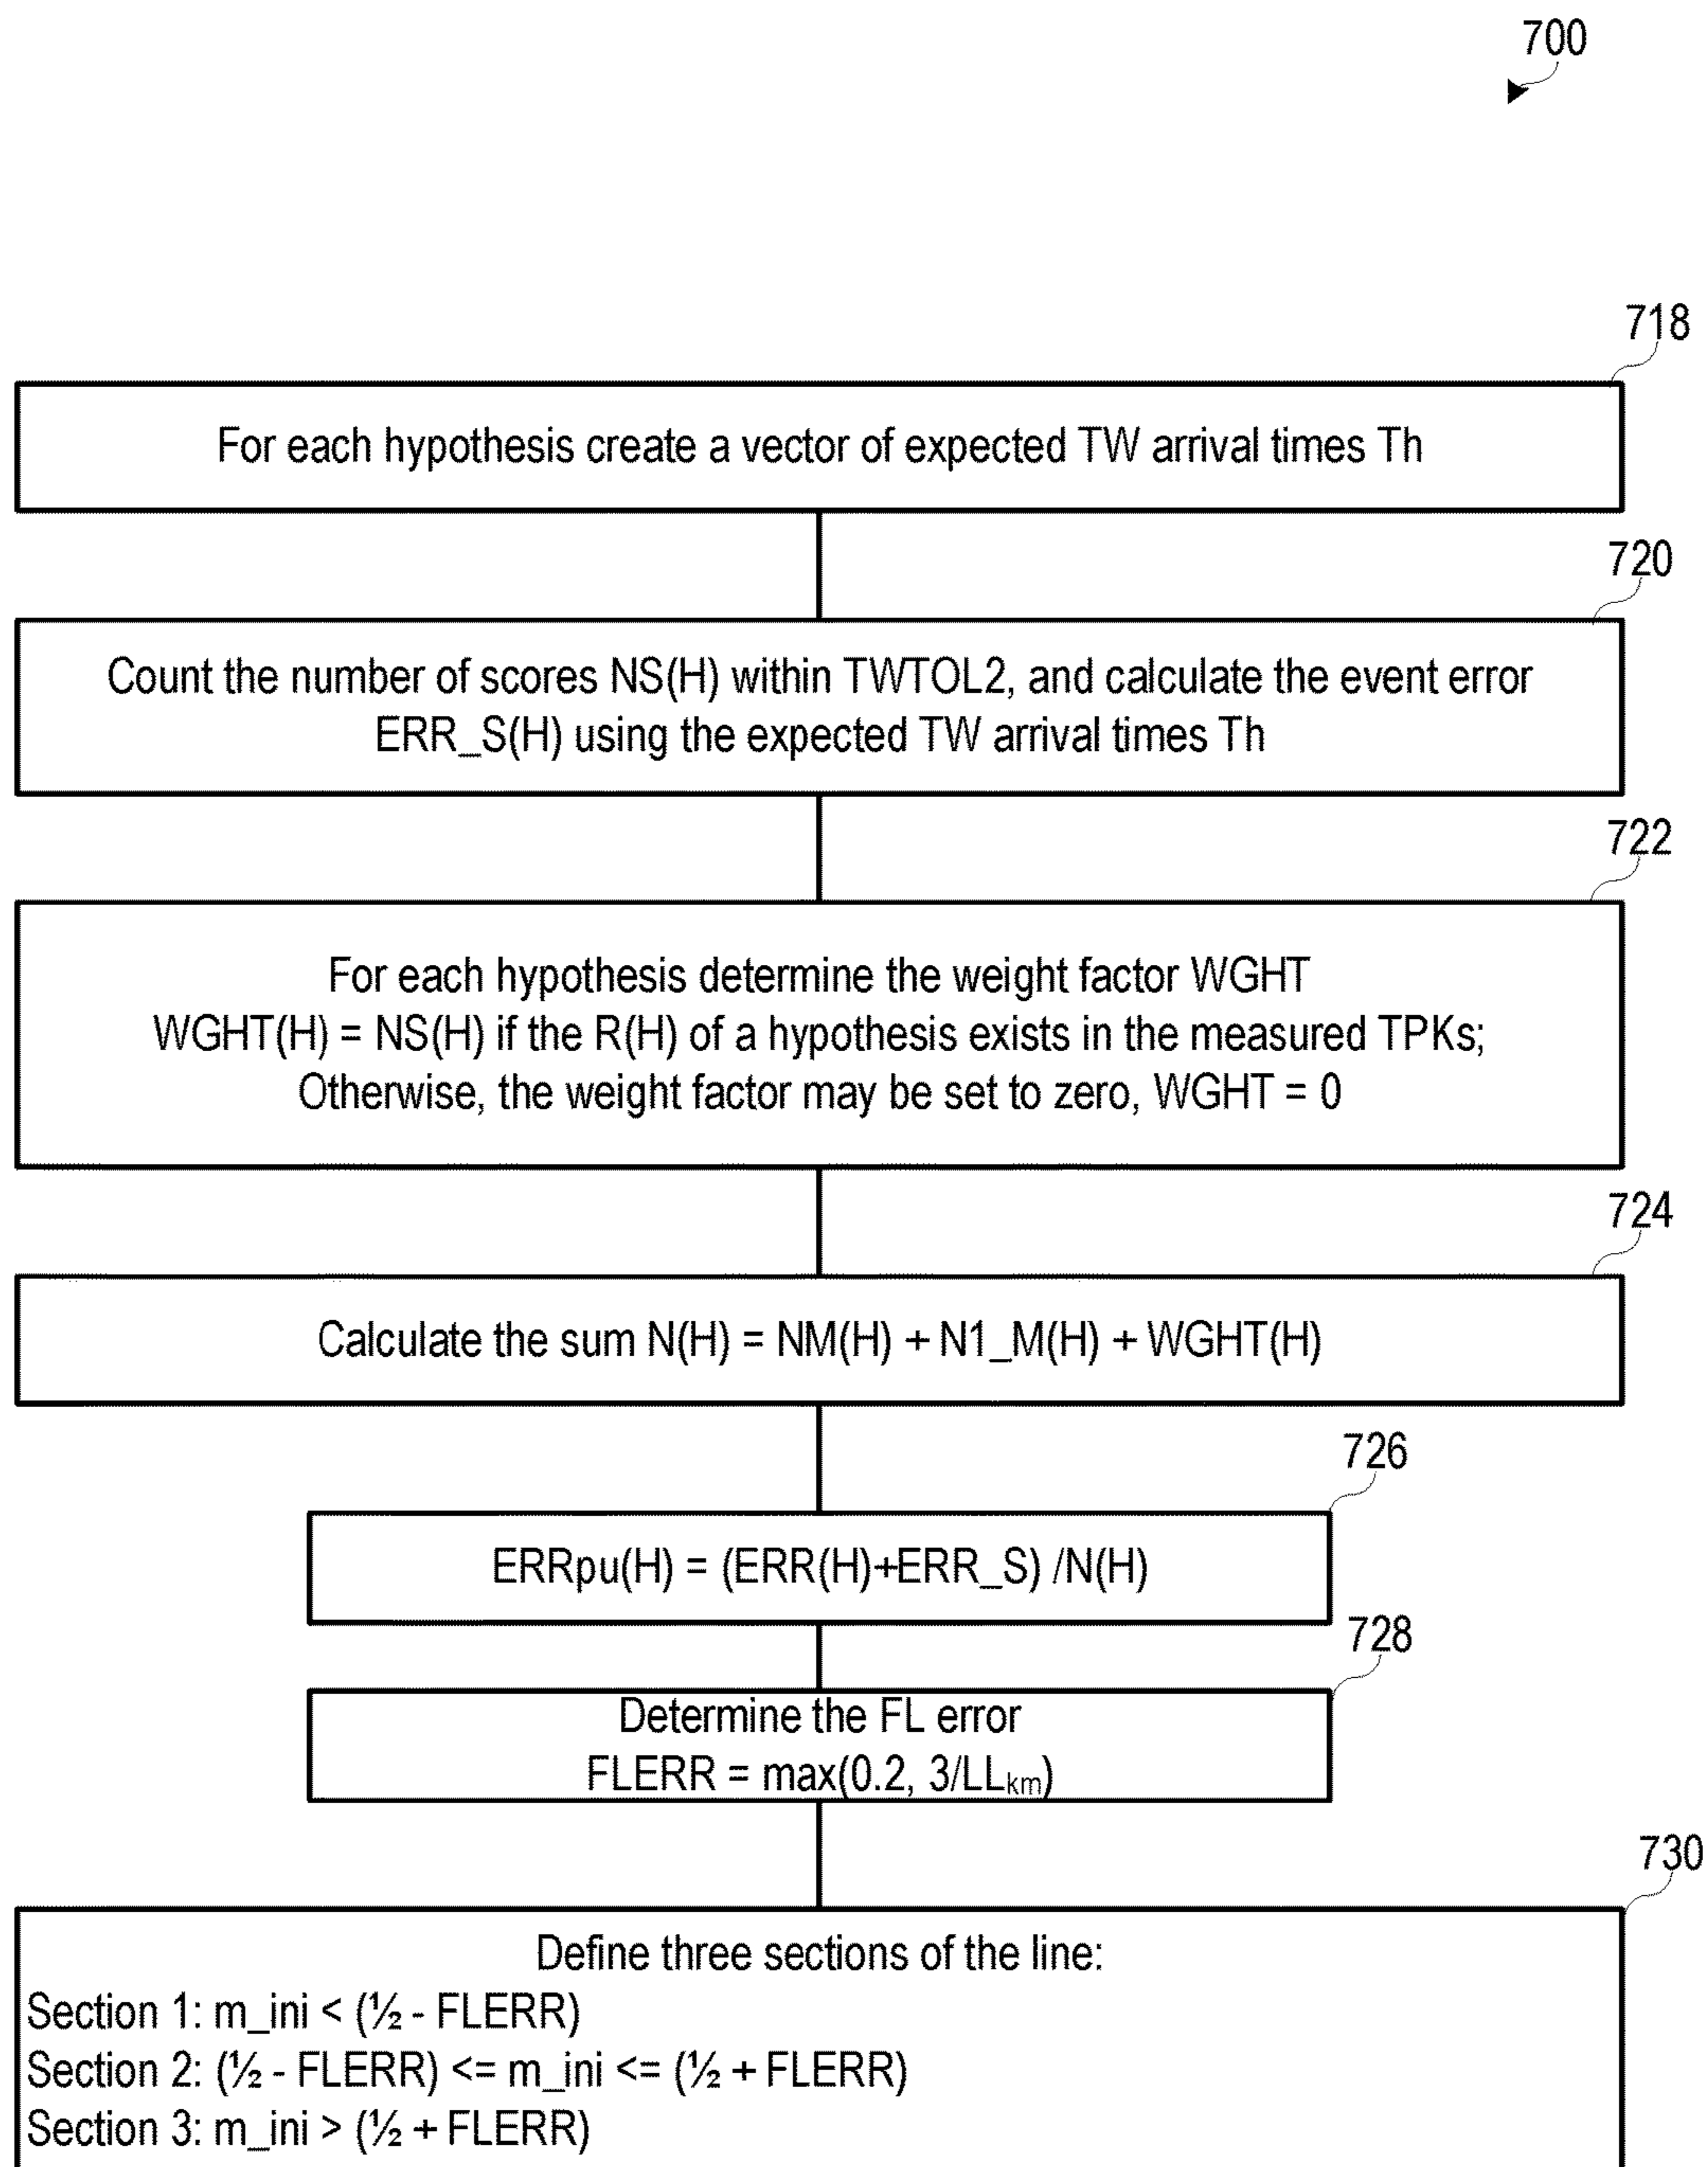 700
718
For each hypothesis create a vector of expected TW arrival times Th
720
Count the number of scores NS(H) within TWTOL2, and calculate the event error
ERR_S(H) using the expected TW arrival times Th
722
For each hypothesis determine the weight factor WGHT
WGHT(H) = NS(H) if the R(H) of a hypothesis exists in the measured TPKs;
Otherwise, the weight factor may be set to zero, WGHT = 0
724
Calculate the sum N(H) = NM(H) + N1_M(H) + WGHT(H)
726
ERRpu(H) = (ERR(H)+ERR_S) /N(H)
728
Determine the FL error
FLERR = max(0.2, 3/LLkm)
730
Define three sections of the line:
Section 1: m_ini < (½ - FLERR)
Section 2: (½ - FLERR) <= m_ini <= (½ + FLERR)
Section 3: m_ini > (½ + FLERR)